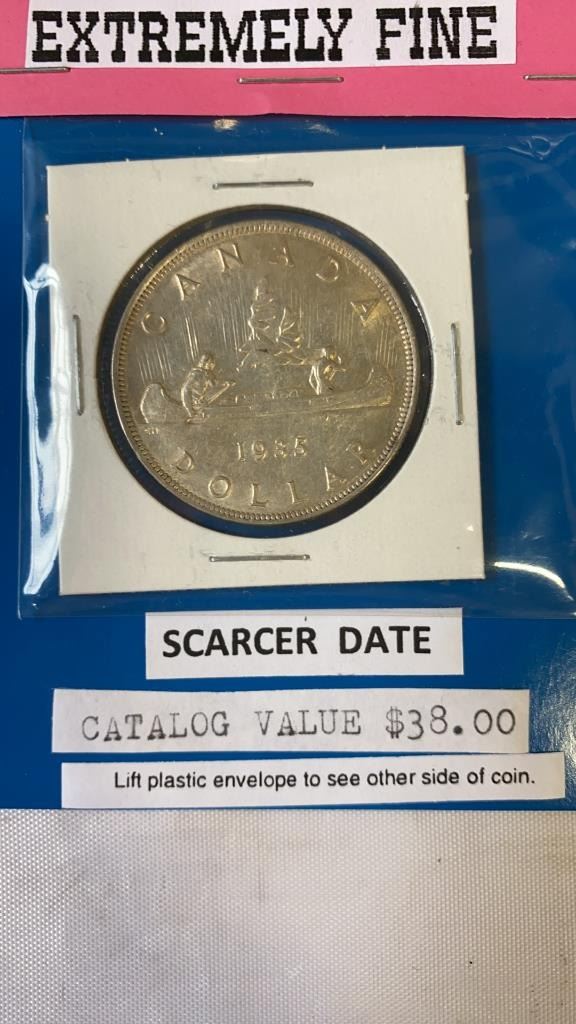 EXTREMELY FINE
CANADA
1935
DOLLAR
SCARCER DATE
CATALOG VALUE $38.00
Lift plastic envelope to see other side of coin.